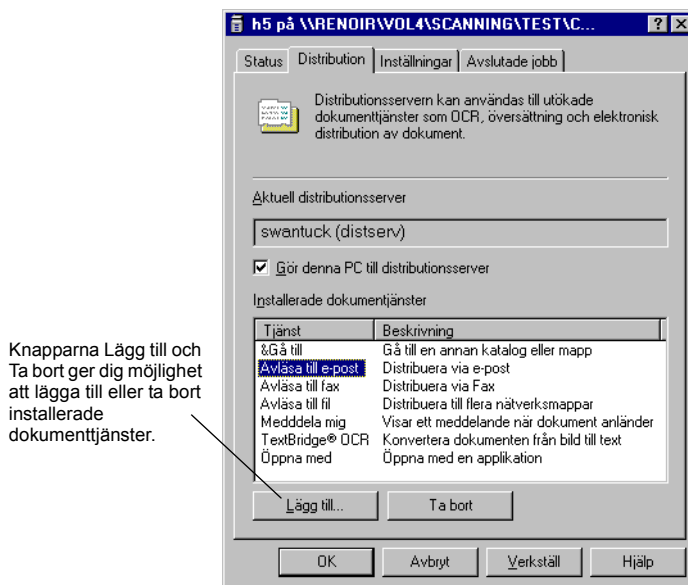 h5 på \\RENOIR\VOL4\SCANNING\TEST\C...
Status Distribution Inställningar Avslutade jobb
Distributionsservern kan användas till utökade
dokumenttjänster som OCR, översättning och elektronisk
distribution av dokument.
Aktuell distributionsserver
swantuck (distserv)
Gör denna PC till distributionsserver
Installerade dokumentjänster
Tjänst Beskrivning
&Gå till Gå till en annan katalog eller mapp
Avläsa till e-post Distribuera via e-post
Avläsa till fax Distribuera via Fax
Avläsa till fil Distribuera till flera nätverksmappar
Medddela mig Visar ett meddelande när dokument anländer
TextBridge® OCR Konvertera dokumenten från bild till text
Öppna med Öppna med en applikation
Lägg till... Ta bort
OK Avbryt Verkställ Hjälp
Knapparna Lägg till och
Ta bort ger dig möjlighet
att lägga till eller ta bort
installerade
dokumenttjänster.